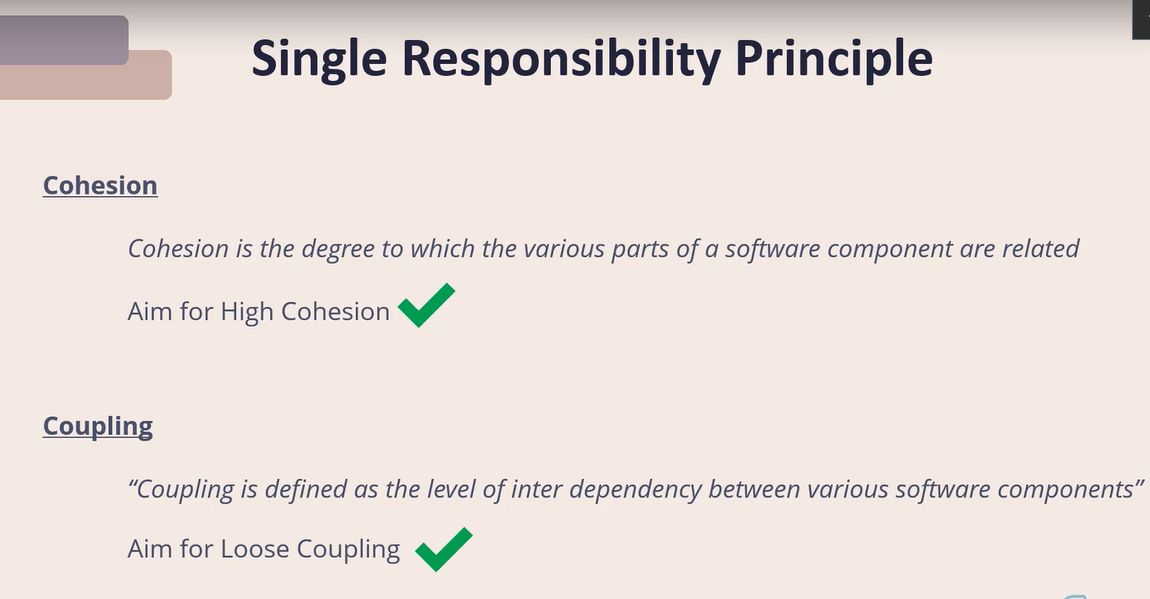 Single Responsibility Principle
Cohesion
Cohesion is the degree to which the various parts of a software component are related
Aim for High Cohesion
Coupling
“Coupling is defined as the level of inter dependency between various software components”
Aim for Loose Coupling